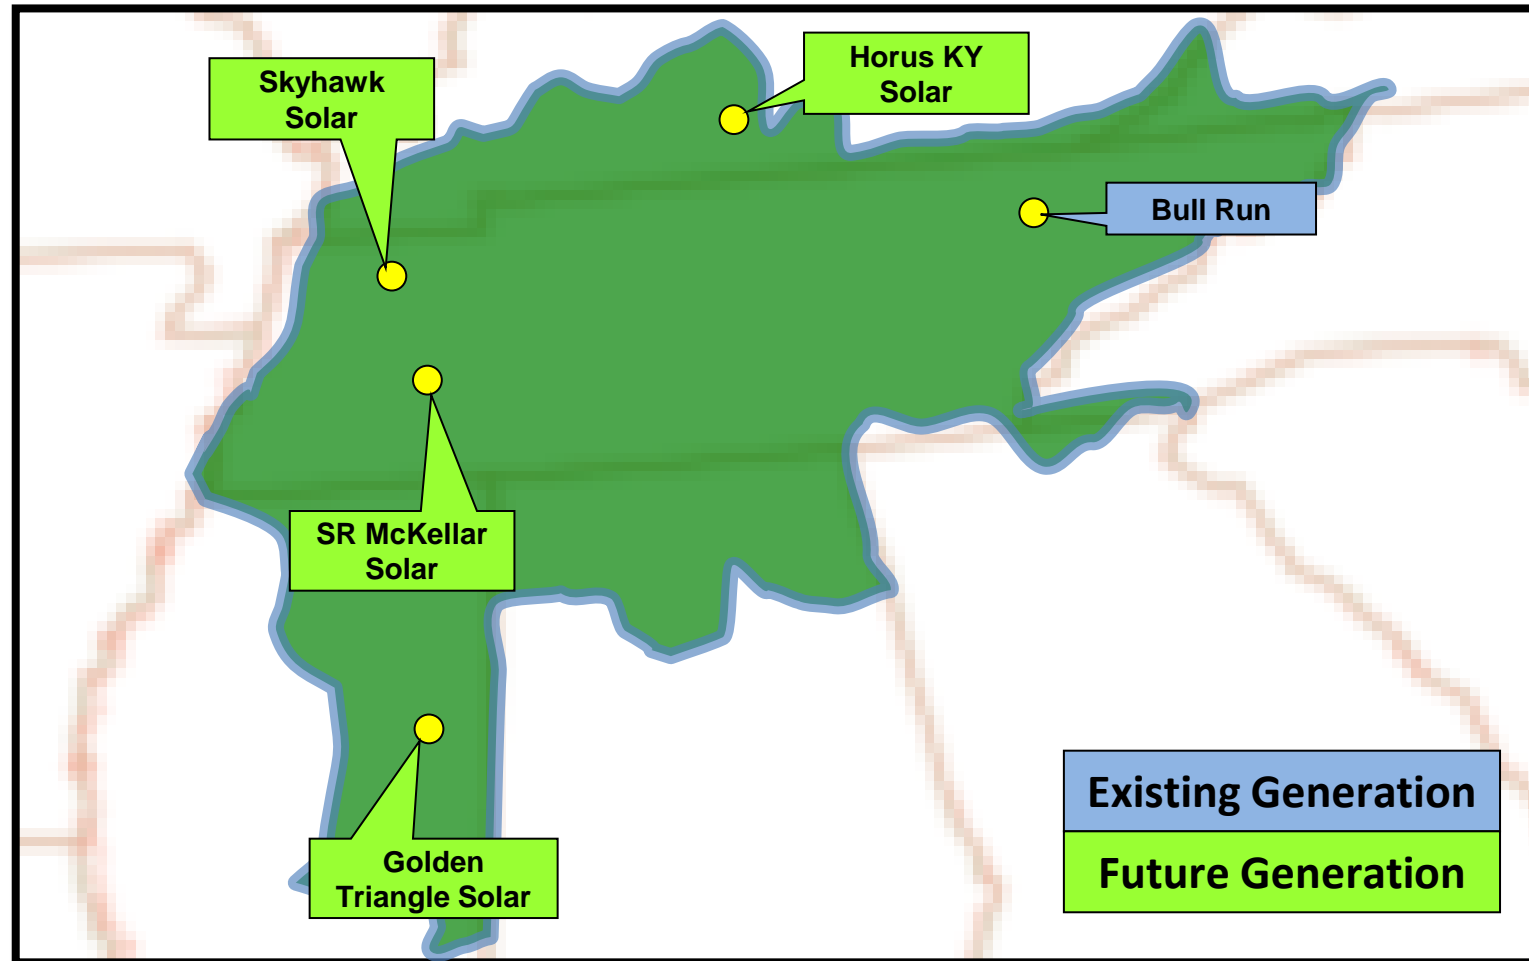 Horus KY
Solar
Skyhawk
Solar
Bull Run
SR McKellar
Solar
Golden
Triangle Solar
Existing Generation
Future Generation